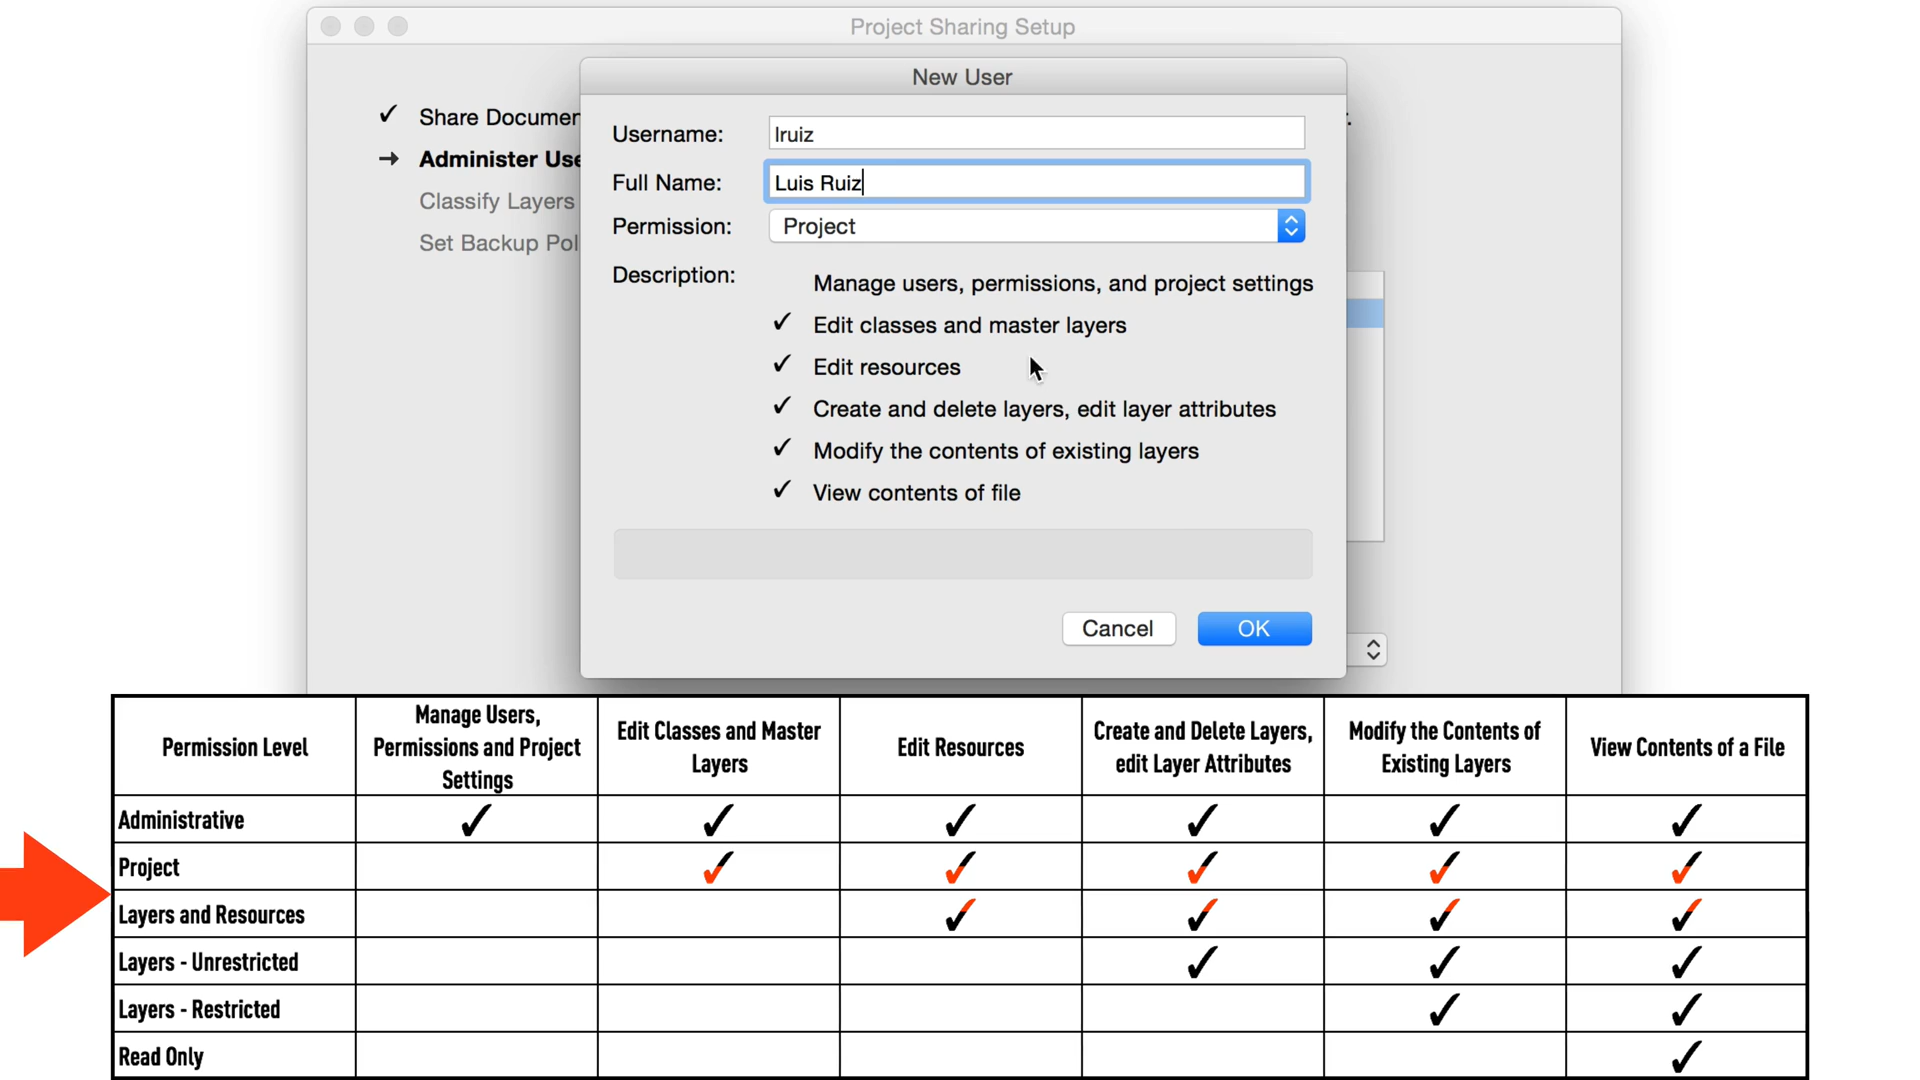 Project Sharing Setup
New User
✓ Share Documen
→ Administer Use
Classify Layers
Set Backup Pol
Username: lruiz
Full Name: Luis Ruiz
Permission: Project
Description:
Manage users, permissions, and project settings
✓ Edit classes and master layers
✓ Edit resources
✓ Create and delete layers, edit layer attributes
✓ Modify the contents of existing layers
✓ View contents of file
Cancel OK
Permission Level
Manage Users,
Permissions and Project
Settings
Edit Classes and Master
Layers
Edit Resources
Create and Delete Layers,
edit Layer Attributes
Modify the Contents of
Existing Layers
View Contents of a File
Administrative ✓ ✓ ✓ ✓ ✓ ✓
Project ✓ ✓ ✓ ✓ ✓
Layers and Resources ✓ ✓ ✓ ✓
Layers - Unrestricted ✓ ✓ ✓
Layers - Restricted ✓ ✓
Read Only ✓